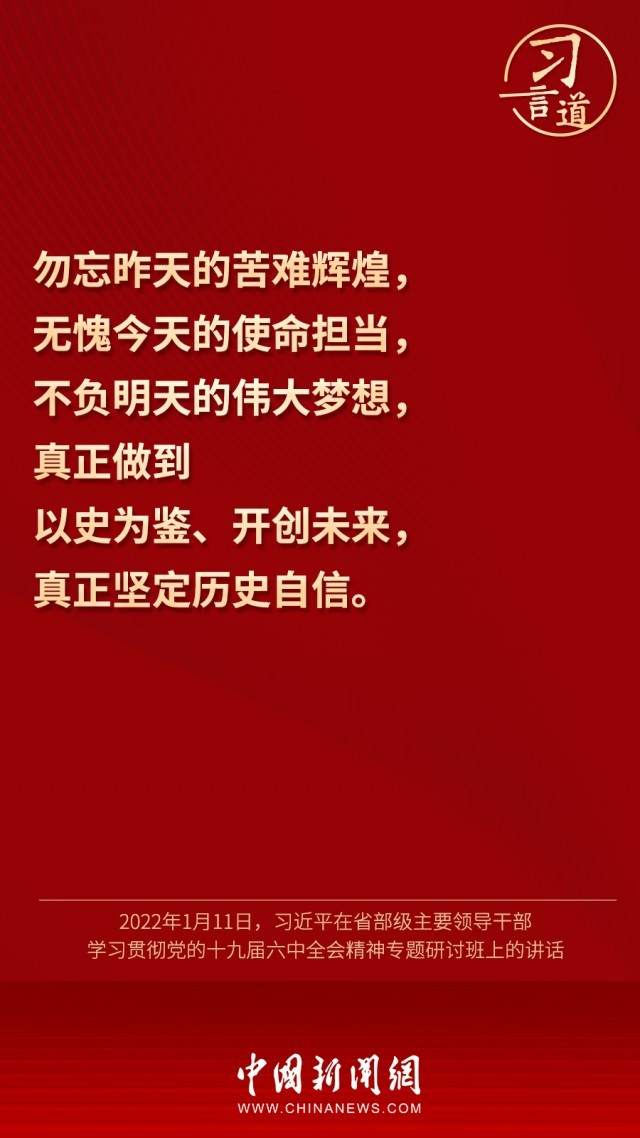 习言道
勿忘昨天的苦难辉煌，
无愧今天的使命担当，
不负明天的伟大梦想，
真正做到
以史为鉴、开创未来，
真正坚定历史自信。
2022年1月11日，习近平在省部级主要领导干部
学习贯彻党的十九届六中全会精神专题研讨班上的讲话
中國新聞網
WWW.CHINANEWS.COM